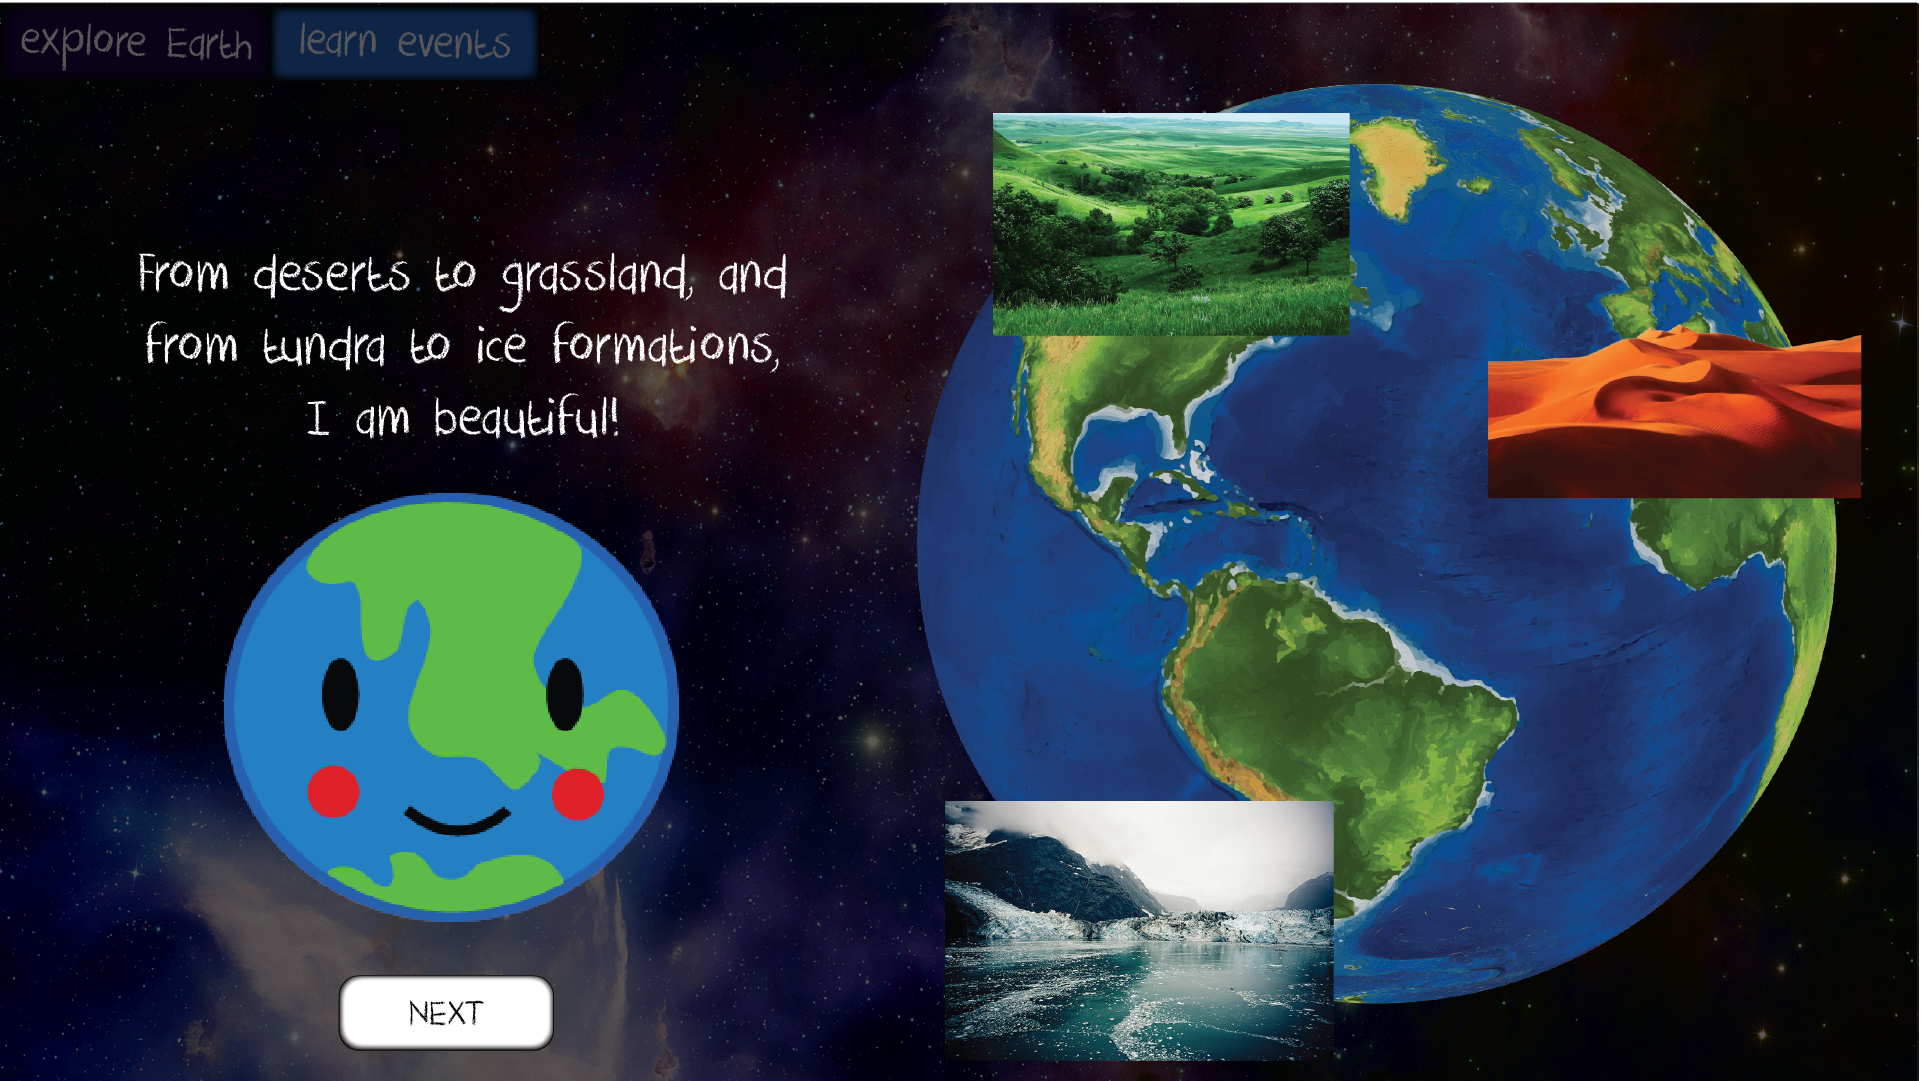 explore Earth
learn events
From deserts to grassland, and
from tundra to ice formations,
I am beautiful!
NEXT